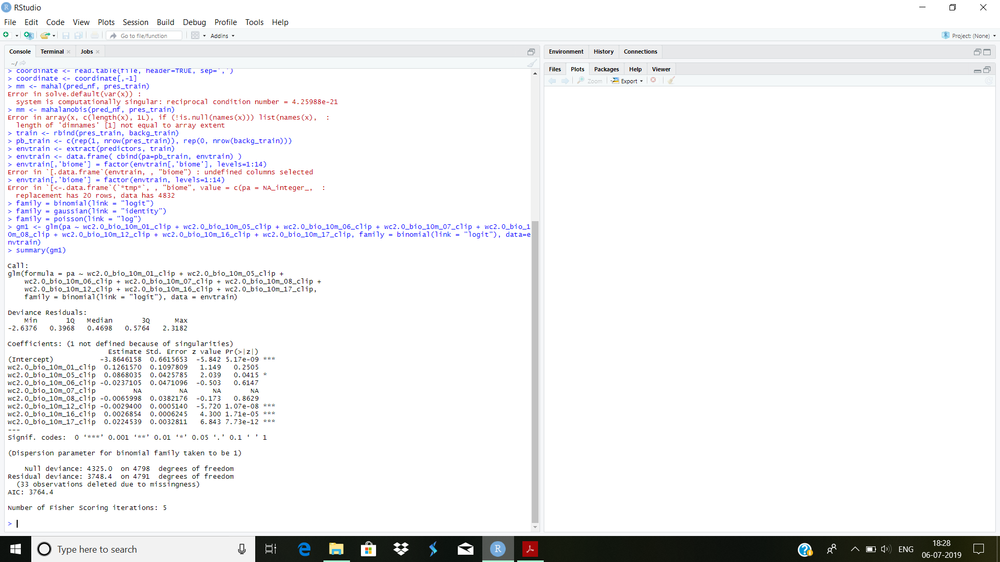 RStudio
File Edit Code View Plots Session Build Debug Profile Tools Help
Go to file/function Addins Project: (None)
Console Terminal Jobs
~/
> coordinate <- read.table(file, header=TRUE, sep=',')
> coordinate <- coordinate[,-1]
> mm <- mahal(pred_nf, pres_train)
Error in solve.default(var(x)) :
  system is computationally singular: reciprocal condition number = 4.25988e-21
> mm <- mahalanobis(pred_nf, pres_train)
Error in array(x, c(length(x), 1L), if (!is.null(names(x))) list(names(x),  :
  length of 'dimnames' [1] not equal to array extent
> train <- rbind(pres_train, backg_train)
> pb_train <- c(rep(1, nrow(pres_train)), rep(0, nrow(backg_train)))
> envtrain <- extract(predictors, train)
> envtrain <- data.frame( cbind(pa=pb_train, envtrain) )
> envtrain[,'biome'] = factor(envtrain[,'biome'], levels=1:14)
Error in `[.data.frame`(envtrain, , "biome") : undefined columns selected
> envtrain[,'biome'] = factor(envtrain, levels=1:14)
Error in `[<-.data.frame`(`*tmp*`, , "biome", value = c(pa = NA_integer_,  :
  replacement has 20 rows, data has 4832
> family = binomial(link = "logit")
> family = gaussian(link = "identity")
> family = poisson(link = "log")
> gm1 <- glm(pa ~ wc2.0_bio_10m_01_clip + wc2.0_bio_10m_05_clip + wc2.0_bio_10m_06_clip + wc2.0_bio_10m_07_clip + wc2.0_bio_1
0m_08_clip + wc2.0_bio_10m_12_clip + wc2.0_bio_10m_16_clip + wc2.0_bio_10m_17_clip, family = binomial(link = "logit"), data=e
nvtrain)
> summary(gm1)
Call:
glm(formula = pa ~ wc2.0_bio_10m_01_clip + wc2.0_bio_10m_05_clip +
    wc2.0_bio_10m_06_clip + wc2.0_bio_10m_07_clip + wc2.0_bio_10m_08_clip +
    wc2.0_bio_10m_12_clip + wc2.0_bio_10m_16_clip + wc2.0_bio_10m_17_clip,
    family = binomial(link = "logit"), data = envtrain)
Deviance Residuals:
    Min       1Q   Median       3Q      Max
-2.6376   0.3968   0.4698   0.5764   2.3182
Coefficients: (1 not defined because of singularities)
                        Estimate Std. Error z value Pr(>|z|)
(Intercept)           -3.8646158  0.6615653  -5.842 5.17e-09 ***
wc2.0_bio_10m_01_clip  0.1261570  0.1097809   1.149   0.2505
wc2.0_bio_10m_05_clip  0.0868035  0.0425785   2.039   0.0415 *
wc2.0_bio_10m_06_clip -0.0237105  0.0471096  -0.503   0.6147
wc2.0_bio_10m_07_clip         NA         NA      NA       NA
wc2.0_bio_10m_08_clip -0.0065998  0.0382176  -0.173   0.8629
wc2.0_bio_10m_12_clip -0.0029400  0.0005140  -5.720 1.07e-08 ***
wc2.0_bio_10m_16_clip  0.0026854  0.0006245   4.300 1.71e-05 ***
wc2.0_bio_10m_17_clip  0.0224539  0.0032811   6.843 7.73e-12 ***
---
Signif. codes:  0 ‘***’ 0.001 ‘**’ 0.01 ‘*’ 0.05 ‘.’ 0.1 ‘ ’ 1
(Dispersion parameter for binomial family taken to be 1)
    Null deviance: 4325.0  on 4798  degrees of freedom
Residual deviance: 3748.4  on 4791  degrees of freedom
  (33 observations deleted due to missingness)
AIC: 3764.4
Number of Fisher Scoring iterations: 5
>
Environment History Connections
Files Plots Packages Help Viewer
Zoom Export
Type here to search
ENG
18:28
06-07-2019